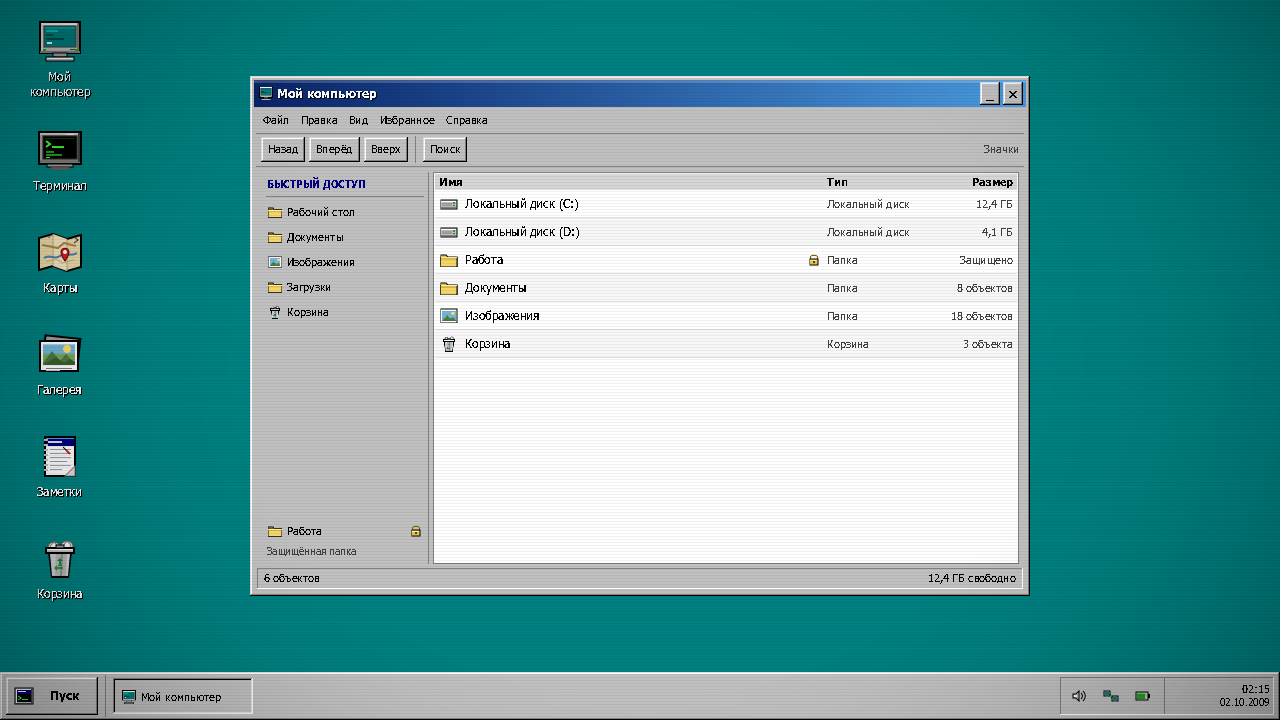 Мой
компьютер
Терминал
Карты
Галерея
Заметки
Корзина
Мой компьютер
Файл Правка Вид Избранное Справка
Назад Вперёд Вверх Поиск Значки
БЫСТРЫЙ ДОСТУП
Рабочий стол
Документы
Изображения
Загрузки
Корзина
Работа
Защищённая папка
Имя Тип Размер
Локальный диск (C:) Локальный диск 12,4 ГБ
Локальный диск (D:) Локальный диск 4,1 ГБ
Работа Папка Защищено
Документы Папка 8 объектов
Изображения Папка 18 объектов
Корзина Корзина 3 объекта
6 объектов 12,4 ГБ свободно
Пуск Мой компьютер 02:15
02.10.2009